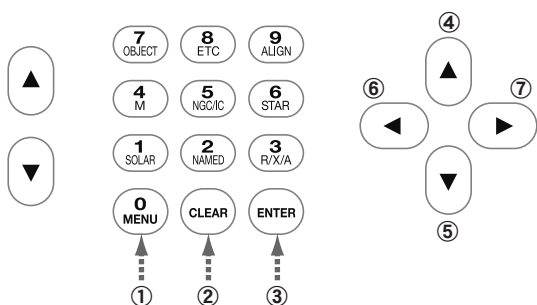 ④
7 8 9
OBJECT ETC ALIGN
⑥ ⑦
4 5 6
M NGC/IC STAR
1 2 3
SOLAR NAMED R/X/A
0
MENU CLEAR ENTER
⑤
① ② ③